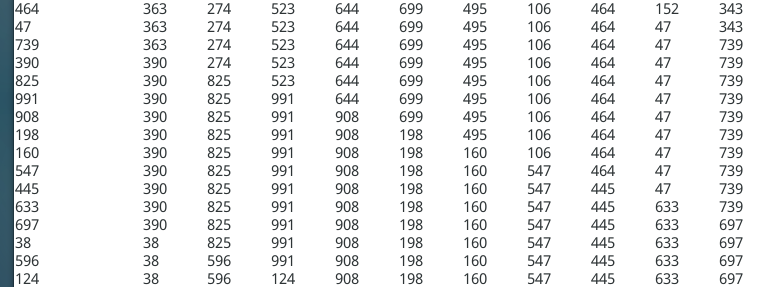 464 363 274 523 644 699 495 106 464 152 343
47 363 274 523 644 699 495 106 464 47 343
739 363 274 523 644 699 495 106 464 47 739
390 390 274 523 644 699 495 106 464 47 739
825 390 825 523 644 699 495 106 464 47 739
991 390 825 991 644 699 495 106 464 47 739
908 390 825 991 908 699 495 106 464 47 739
198 390 825 991 908 198 495 106 464 47 739
160 390 825 991 908 198 160 106 464 47 739
547 390 825 991 908 198 160 547 464 47 739
445 390 825 991 908 198 160 547 445 47 739
633 390 825 991 908 198 160 547 445 633 739
697 390 825 991 908 198 160 547 445 633 697
38 38 825 991 908 198 160 547 445 633 697
596 38 596 991 908 198 160 547 445 633 697
124 38 596 124 908 198 160 547 445 633 697